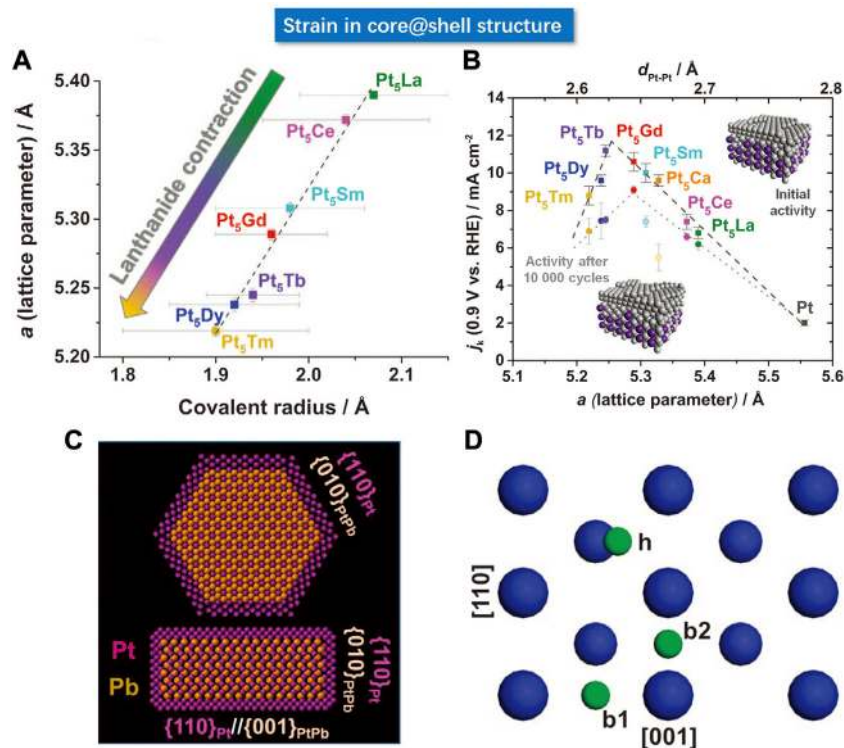 Strain in core@shell structure
A
5.40
5.35
5.30
5.25
5.20
a (lattice parameter) / Å
Lanthanide contraction
Pt5La
Pt5Ce
Pt5Sm
Pt5Gd
Pt5Tb
Pt5Dy
Pt5Tm
1.8 1.9 2.0 2.1
Covalent radius / Å
B
dPt-Pt / Å
2.6 2.7 2.8
14
12
10
8
6
4
2
0
jk (0.9 V vs. RHE) / mA cm-2
Pt5Tb
Pt5Gd
Pt5Dy
Pt5Sm
Pt5Tm
Pt5Ca
Pt5Ce
Pt5La
Pt
Initial
activity
Activity after
10 000 cycles
5.1 5.2 5.3 5.4 5.5 5.6
a (lattice parameter) / Å
C
{110}Pt
{010}PtPb
Pt
Pb
{010}PtPb
{110}Pt
{110}Pt//{001}PtPb
D
h
[110]
b2
b1
[001]